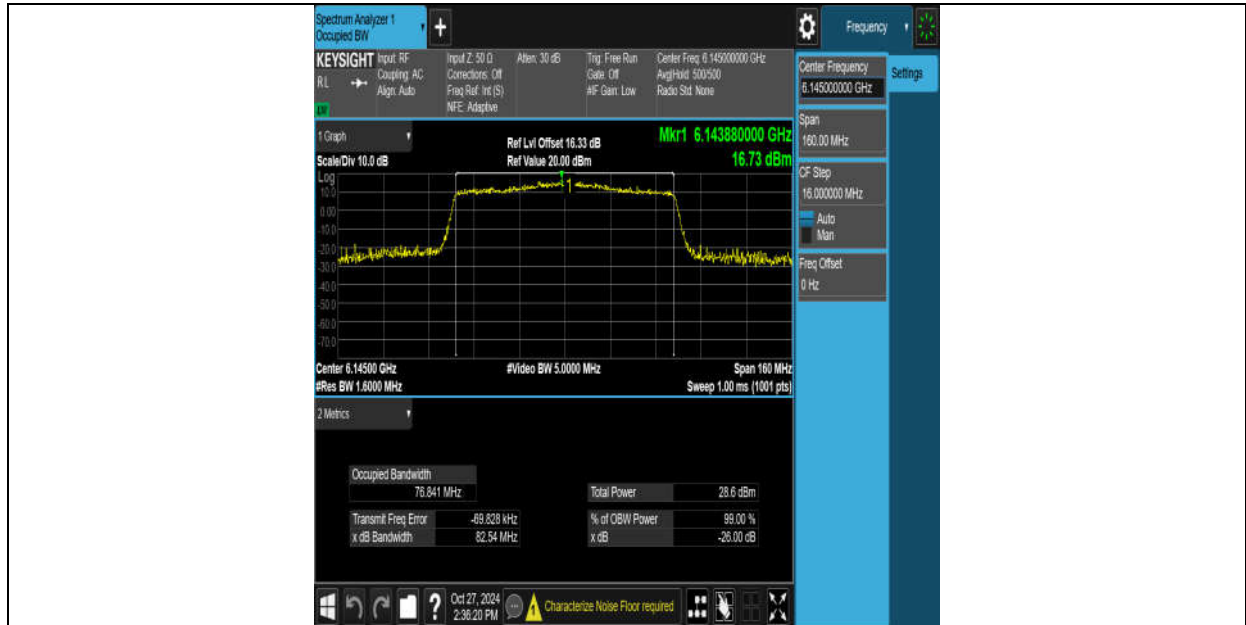 Spectrum Analyzer 1
Occupied BW
+
Frequency
KEYSIGHT Input: RF
R L
Coupling: AC
Align: Auto
Input Z: 50 Ω
Corrections: Off
Freq Ref: Int (S)
NFE: Adaptive
Atten: 30 dB
Trig: Free Run
Gate: Off
#IF Gain: Low
Center Freq: 6.145000000 GHz
Avg|Hold: 500/500
Radio Std: None
Center Frequency
6.145000000 GHz
Settings
Span
160.00 MHz
CF Step
16.000000 MHz
Auto
Man
Freq Offset
0 Hz
1 Graph
Scale/Div 10.0 dB
Ref Lvl Offset 16.33 dB
Ref Value 20.00 dBm
Mkr1 6.143880000 GHz
16.73 dBm
Log
10.0
0.00
-10.0
-20.0
-30.0
-40.0
-50.0
-60.0
-70.0
1
Center 6.14500 GHz
#Res BW 1.6000 MHz
#Video BW 5.0000 MHz
Span 160 MHz
Sweep 1.00 ms (1001 pts)
2 Metrics
Occupied Bandwidth
76.841 MHz
Total Power 28.6 dBm
Transmit Freq Error -69.828 kHz
% of OBW Power 99.00 %
x dB Bandwidth 82.54 MHz
x dB -26.00 dB
?
Oct 27, 2024
2:36:20 PM
Characterize Noise Floor required